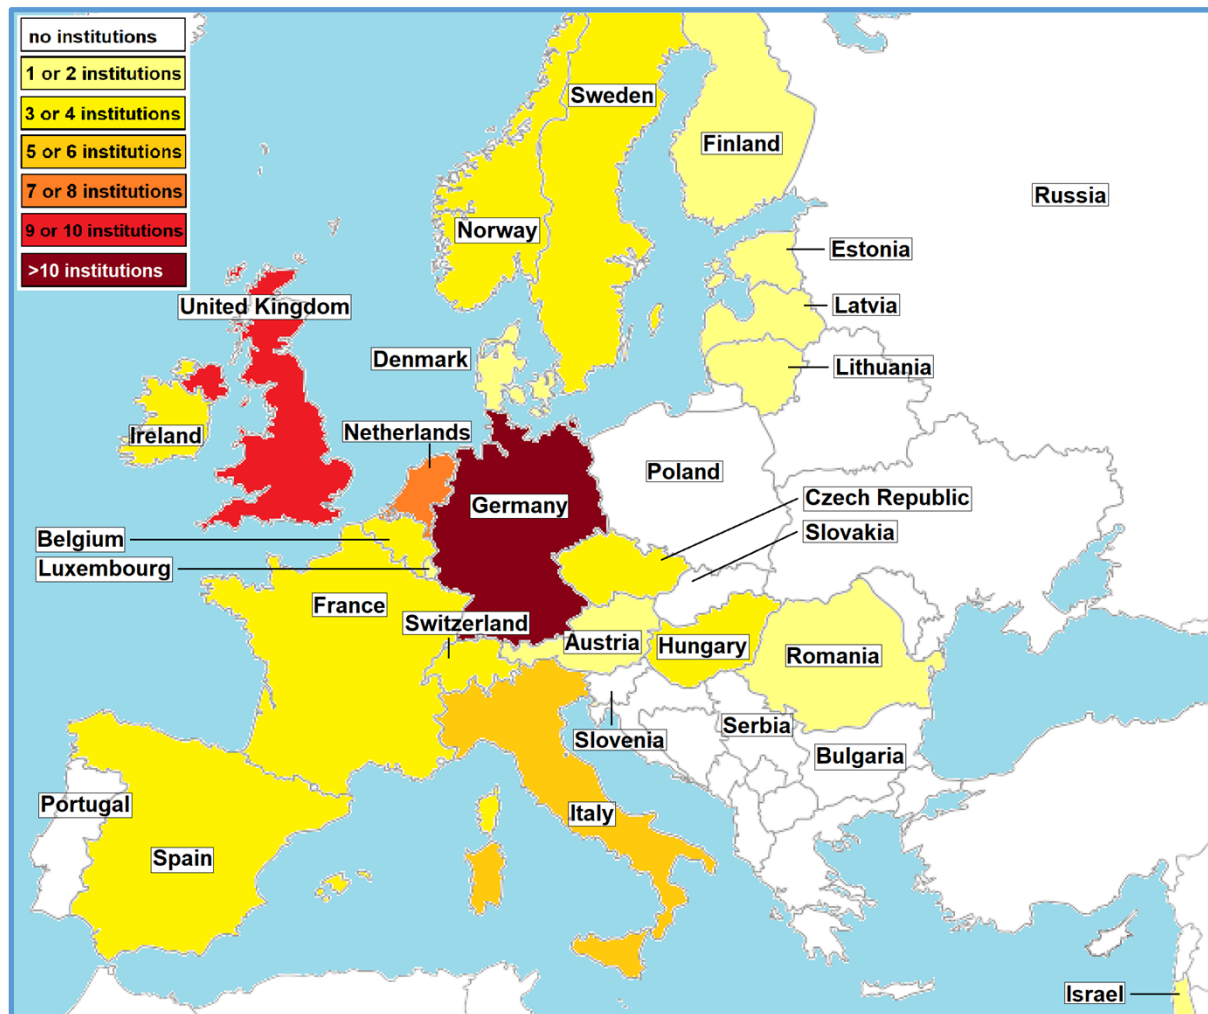 no institutions
1 or 2 institutions
3 or 4 institutions
5 or 6 institutions
7 or 8 institutions
9 or 10 institutions
>10 institutions
Sweden
Finland
Russia
Norway
Estonia
United Kingdom
Latvia
Denmark
Lithuania
Ireland
Netherlands
Poland
Czech Republic
Germany
Belgium
Slovakia
Luxembourg
France
Switzerland
Austria
Hungary
Romania
Slovenia
Serbia
Bulgaria
Portugal
Italy
Spain
Israel